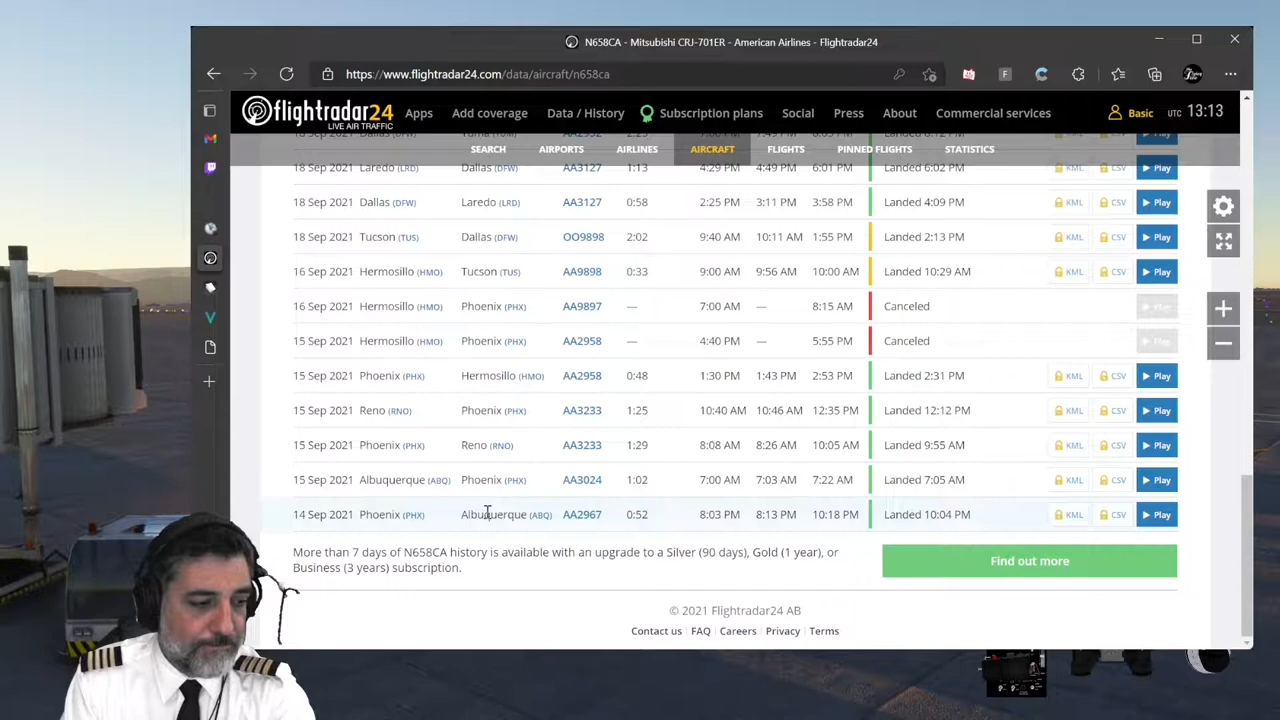 N658CA - Mitsubishi CRJ-701ER - American Airlines - Flightradar24
https://www.flightradar24.com/data/aircraft/n658ca
flightradar24 Apps Add coverage Data / History Subscription plans Social Press About Commercial services Basic UTC 13:13
LIVE AIR TRAFFIC
SEARCH AIRPORTS AIRLINES AIRCRAFT FLIGHTS PINNED FLIGHTS STATISTICS
18 Sep 2021 Laredo (LRD) Dallas (DFW) AA3127 1:13 4:29 PM 4:49 PM 6:01 PM Landed 6:02 PM KML CSV Play
18 Sep 2021 Dallas (DFW) Laredo (LRD) AA3127 0:58 2:25 PM 3:11 PM 3:58 PM Landed 4:09 PM KML CSV Play
18 Sep 2021 Tucson (TUS) Dallas (DFW) OO9898 2:02 9:40 AM 10:11 AM 1:55 PM Landed 2:13 PM KML CSV Play
16 Sep 2021 Hermosillo (HMO) Tucson (TUS) AA9898 0:33 9:00 AM 9:56 AM 10:00 AM Landed 10:29 AM KML CSV Play
16 Sep 2021 Hermosillo (HMO) Phoenix (PHX) AA9897 — 7:00 AM — 8:15 AM Canceled Play
15 Sep 2021 Hermosillo (HMO) Phoenix (PHX) AA2958 — 4:40 PM — 5:55 PM Canceled Play
15 Sep 2021 Phoenix (PHX) Hermosillo (HMO) AA2958 0:48 1:30 PM 1:43 PM 2:53 PM Landed 2:31 PM KML CSV Play
15 Sep 2021 Reno (RNO) Phoenix (PHX) AA3233 1:25 10:40 AM 10:46 AM 12:35 PM Landed 12:12 PM KML CSV Play
15 Sep 2021 Phoenix (PHX) Reno (RNO) AA3233 1:29 8:08 AM 8:26 AM 10:05 AM Landed 9:55 AM KML CSV Play
15 Sep 2021 Albuquerque (ABQ) Phoenix (PHX) AA3024 1:02 7:00 AM 7:03 AM 7:22 AM Landed 7:05 AM KML CSV Play
14 Sep 2021 Phoenix (PHX) Albuquerque (ABQ) AA2967 0:52 8:03 PM 8:13 PM 10:18 PM Landed 10:04 PM KML CSV Play
More than 7 days of N658CA history is available with an upgrade to a Silver (90 days), Gold (1 year), or
Business (3 years) subscription.
Find out more
© 2021 Flightradar24 AB
Contact us | FAQ | Careers | Privacy | Terms